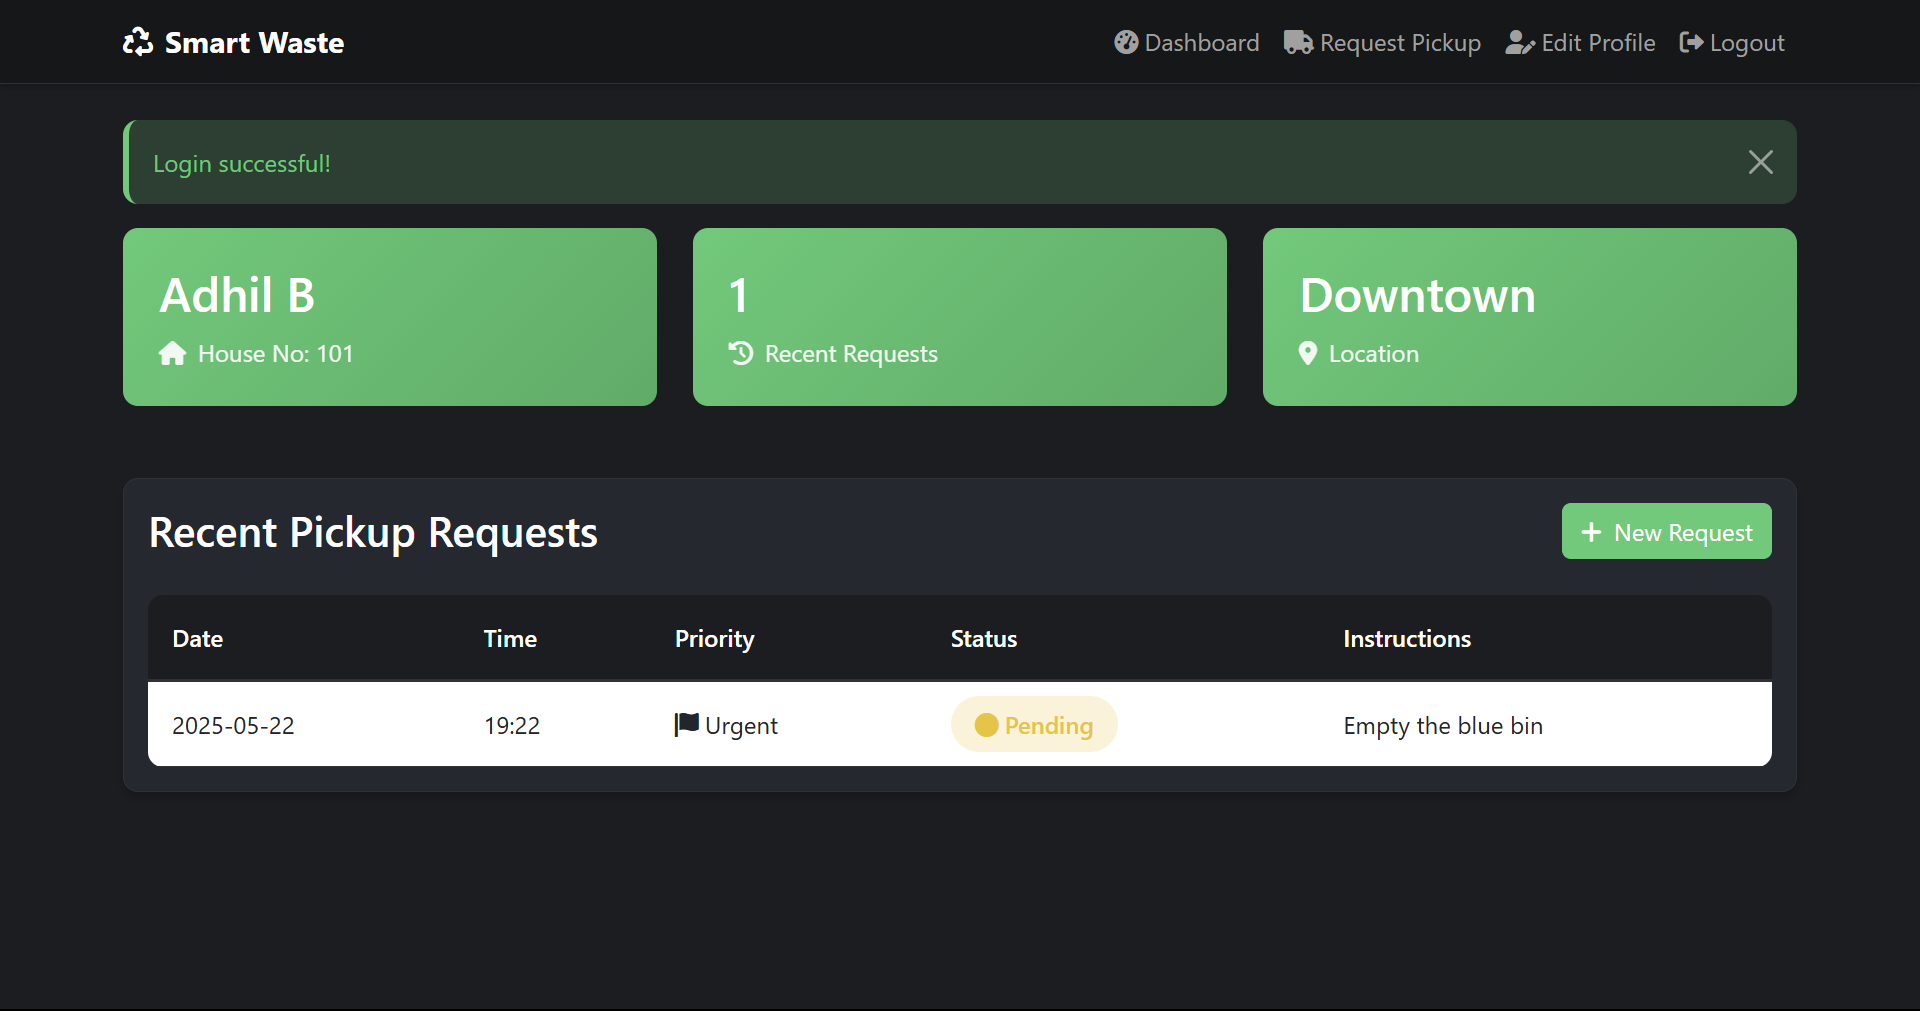 Smart Waste
Dashboard Request Pickup Edit Profile Logout
Login successful!
Adhil B
House No: 101
1
Recent Requests
Downtown
Location
Recent Pickup Requests
New Request
Date Time Priority Status Instructions
2025-05-22 19:22 Urgent Pending Empty the blue bin